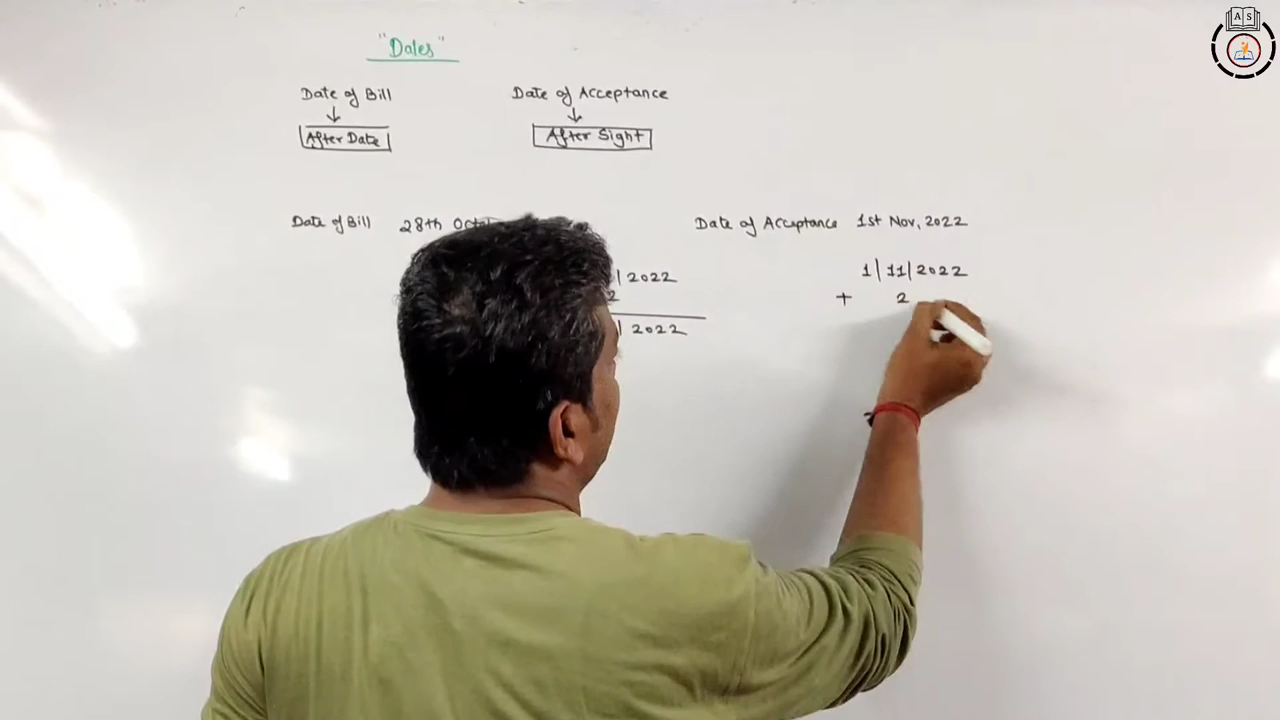 "Dates"
Date of Bill Date of Acceptance
After Date After Sight
Date of Bill 28th Date of Acceptance 1st Nov, 2022
| 2022 1 | 11 | 2022
2 + 2
| 2022
A S